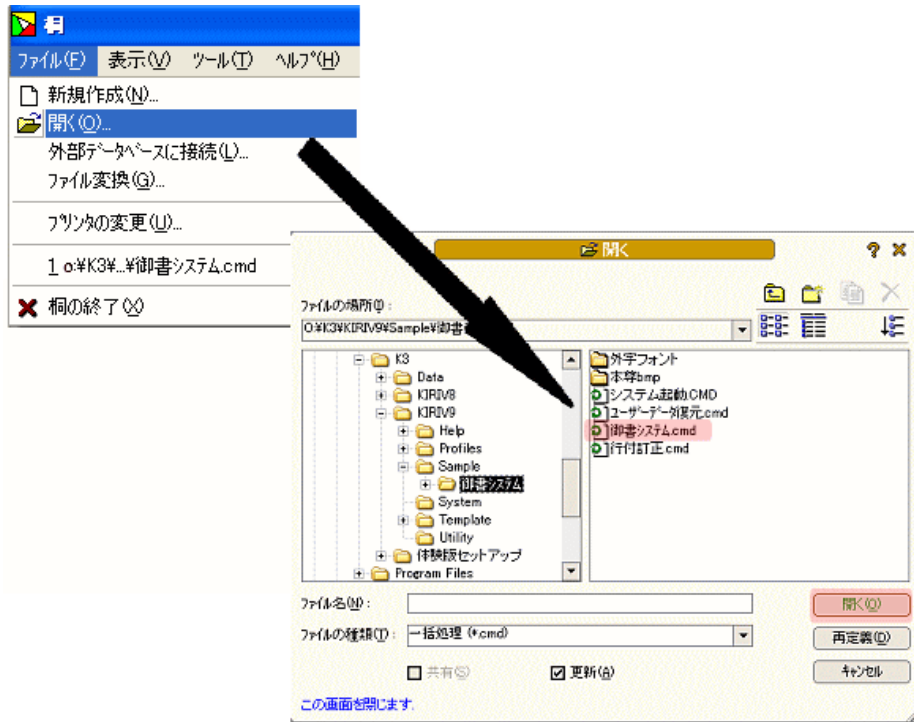 桐
ファイル(F) 表示(V) ツール(T) ヘルプ(H)
新規作成(N)...
開く(O)...
外部データベースに接続(L)...
ファイル変換(G)...
プリンタの変更(U)...
1 o:¥K3¥...¥御書システム.cmd
桐の終了(X)
開く
ファイルの場所(I):
O:¥K3¥KIRIV9¥Sample¥御書
K3
Data
KIRIV8
KIRIV9
Help
Profiles
Sample
御書システム
System
Template
Utility
体験版セットアップ
Program Files
外字フォント
本尊bmp
システム起動.CMD
ユーザーデータ復元.cmd
御書システム.cmd
行付訂正.cmd
ファイル名(N):
開く(O)
ファイルの種類(T): 一括処理 (*.cmd)
再定義(D)
共有(S) 更新(A)
キャンセル
この画面を閉じます.